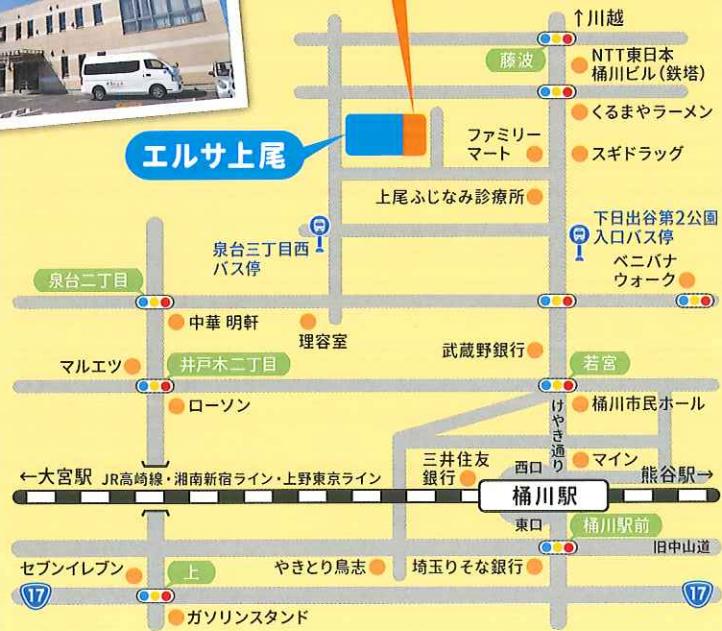 ↑川越
藤波
NTT東日本
桶川ビル(鉄塔)
くるまやラーメン
エルサ上尾
ファミリー
マート
スギドラッグ
上尾ふじなみ診療所
下日出谷第2公園
入口バス停
泉台三丁目西
バス停
ベニバナ
ウォーク
泉台二丁目
中華 明軒
理容室
武蔵野銀行
マルエツ
井戸木二丁目
若宮
ローソン
けやき通り
桶川市民ホール
三井住友
銀行
マイン
←大宮駅
JR高崎線・湘南新宿ライン・上野東京ライン
西口
熊谷駅→
桶川駅
東口
桶川駅前
旧中山道
セブンイレブン
上
やきとり鳥志
埼玉りそな銀行
17
17
ガソリンスタンド